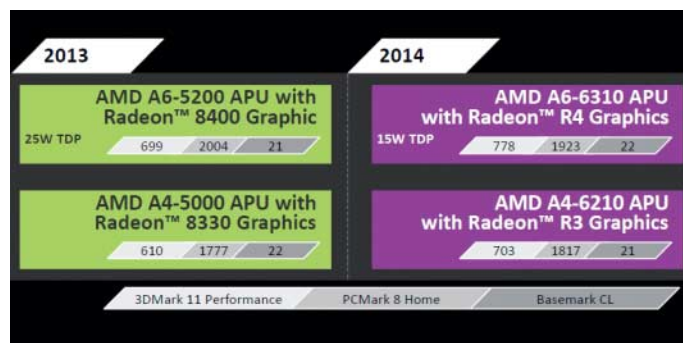 2013
AMD A6-5200 APU with
Radeon™ 8400 Graphic
25W TDP
699 2004 21
AMD A4-5000 APU with
Radeon™ 8330 Graphics
610 1777 22
2014
AMD A6-6310 APU
with Radeon™ R4 Graphics
15W TDP
778 1923 22
AMD A4-6210 APU
with Radeon™ R3 Graphics
703 1817 21
3DMark 11 Performance PCMark 8 Home Basemark CL